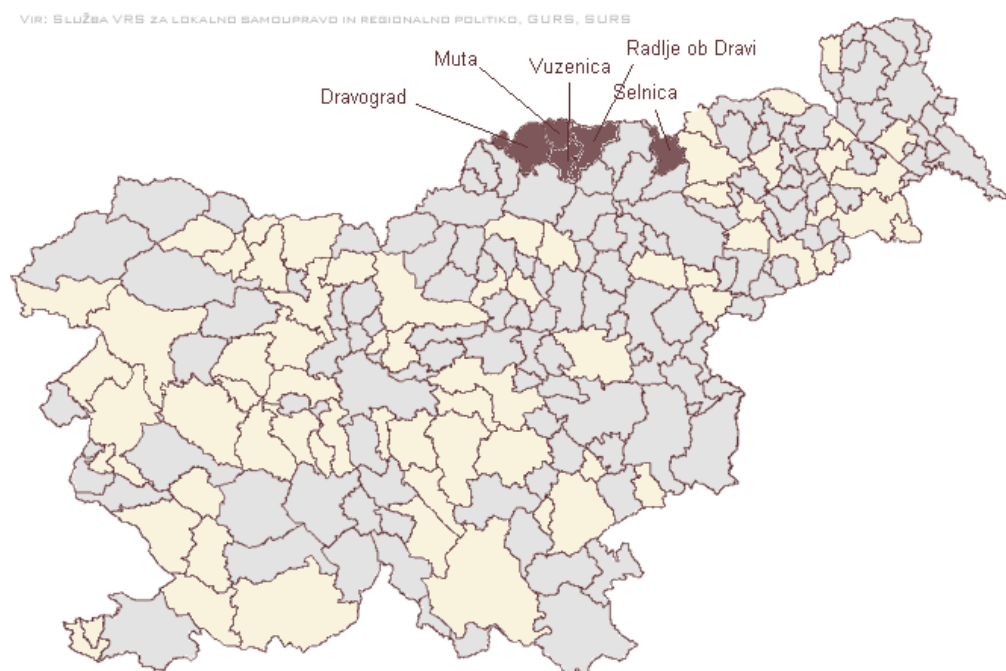 VIR: SLUŽBA VRS ZA LOKALNO SAMOUPRAVO IN REGIONALNO POLITIKO, GURS, SURS
Radlje ob Dravi
Muta
Vuzenica
Dravograd
Selnica